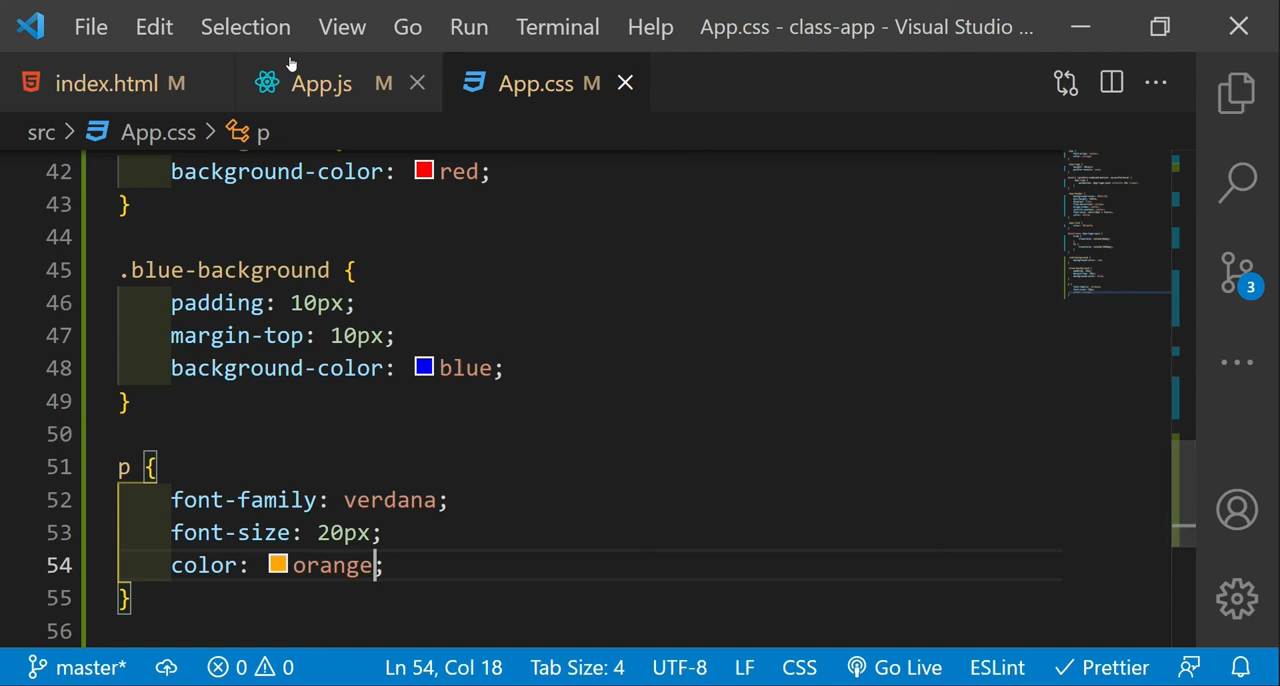 File Edit Selection View Go Run Terminal Help App.css - class-app - Visual Studio ...
index.html M App.js M App.css M
src > App.css > p
42 background-color: red;
43 }
44
45 .blue-background {
46 padding: 10px;
47 margin-top: 10px;
48 background-color: blue;
49 }
50
51 p {
52 font-family: verdana;
53 font-size: 20px;
54 color: orange;
55 }
56
3
master* 0 0 Ln 54, Col 18 Tab Size: 4 UTF-8 LF CSS Go Live ESLint Prettier